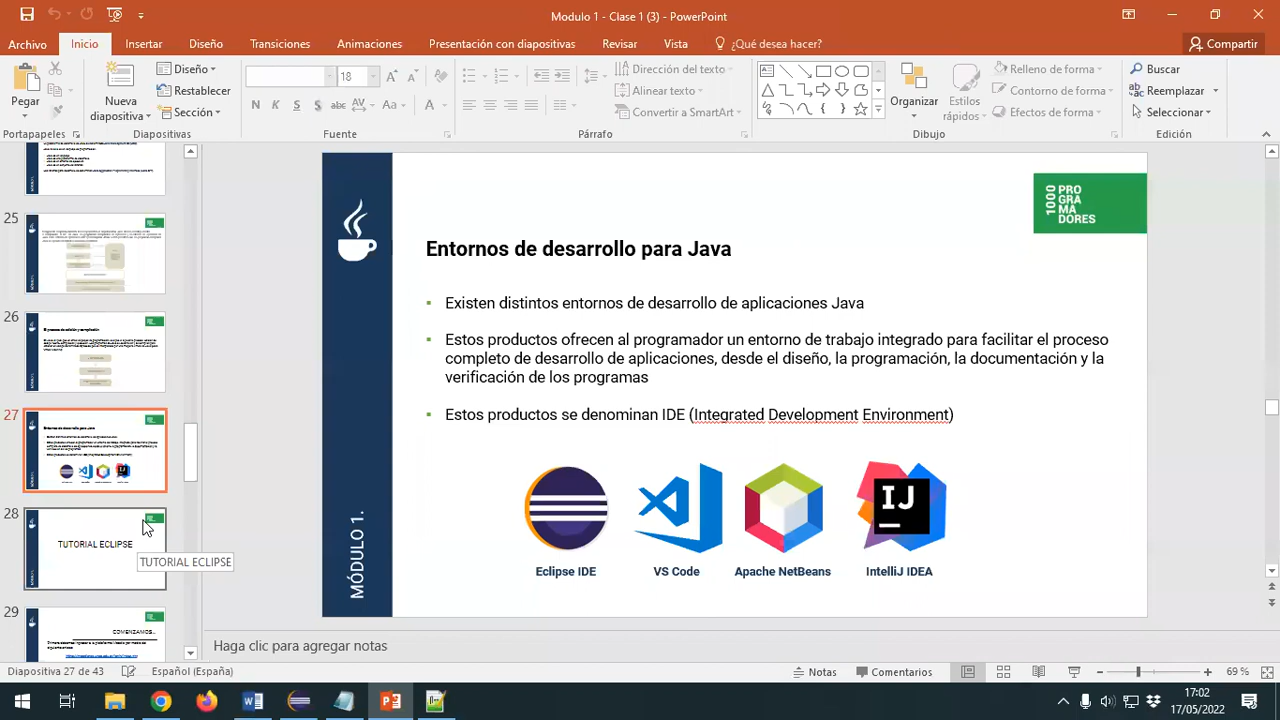 Modulo 1 - Clase 1 (3) - PowerPoint
Archivo Inicio Insertar Diseño Transiciones Animaciones Presentación con diapositivas Revisar Vista ¿Qué desea hacer? Compartir
Pegar
Portapapeles
Nueva
diapositiva
Diseño
Restablecer
Sección
Diapositivas
18
N K S S abc AV Aa A
Fuente
Dirección del texto
Alinear texto
Convertir a SmartArt
Párrafo
Organizar
Estilos
rápidos
Relleno de forma
Contorno de forma
Efectos de forma
Dibujo
Buscar
Reemplazar
Seleccionar
Edición
25
26
27
28
TUTORIAL ECLIPSE
TUTORIAL ECLIPSE
29
COMENZAMOS...
1000 PRO
GRA
MA
DORES
Entornos de desarrollo para Java
Existen distintos entornos de desarrollo de aplicaciones Java
Estos productos ofrecen al programador un entorno de trabajo integrado para facilitar el proceso
completo de desarrollo de aplicaciones, desde el diseño, la programación, la documentación y la
verificación de los programas
Estos productos se denominan IDE (Integrated Development Environment)
IJ
Eclipse IDE VS Code Apache NetBeans IntelliJ IDEA
MÓDULO 1.
Haga clic para agregar notas
Diapositiva 27 de 43 Español (España) Notas Comentarios 69 %
17:02
17/05/2022